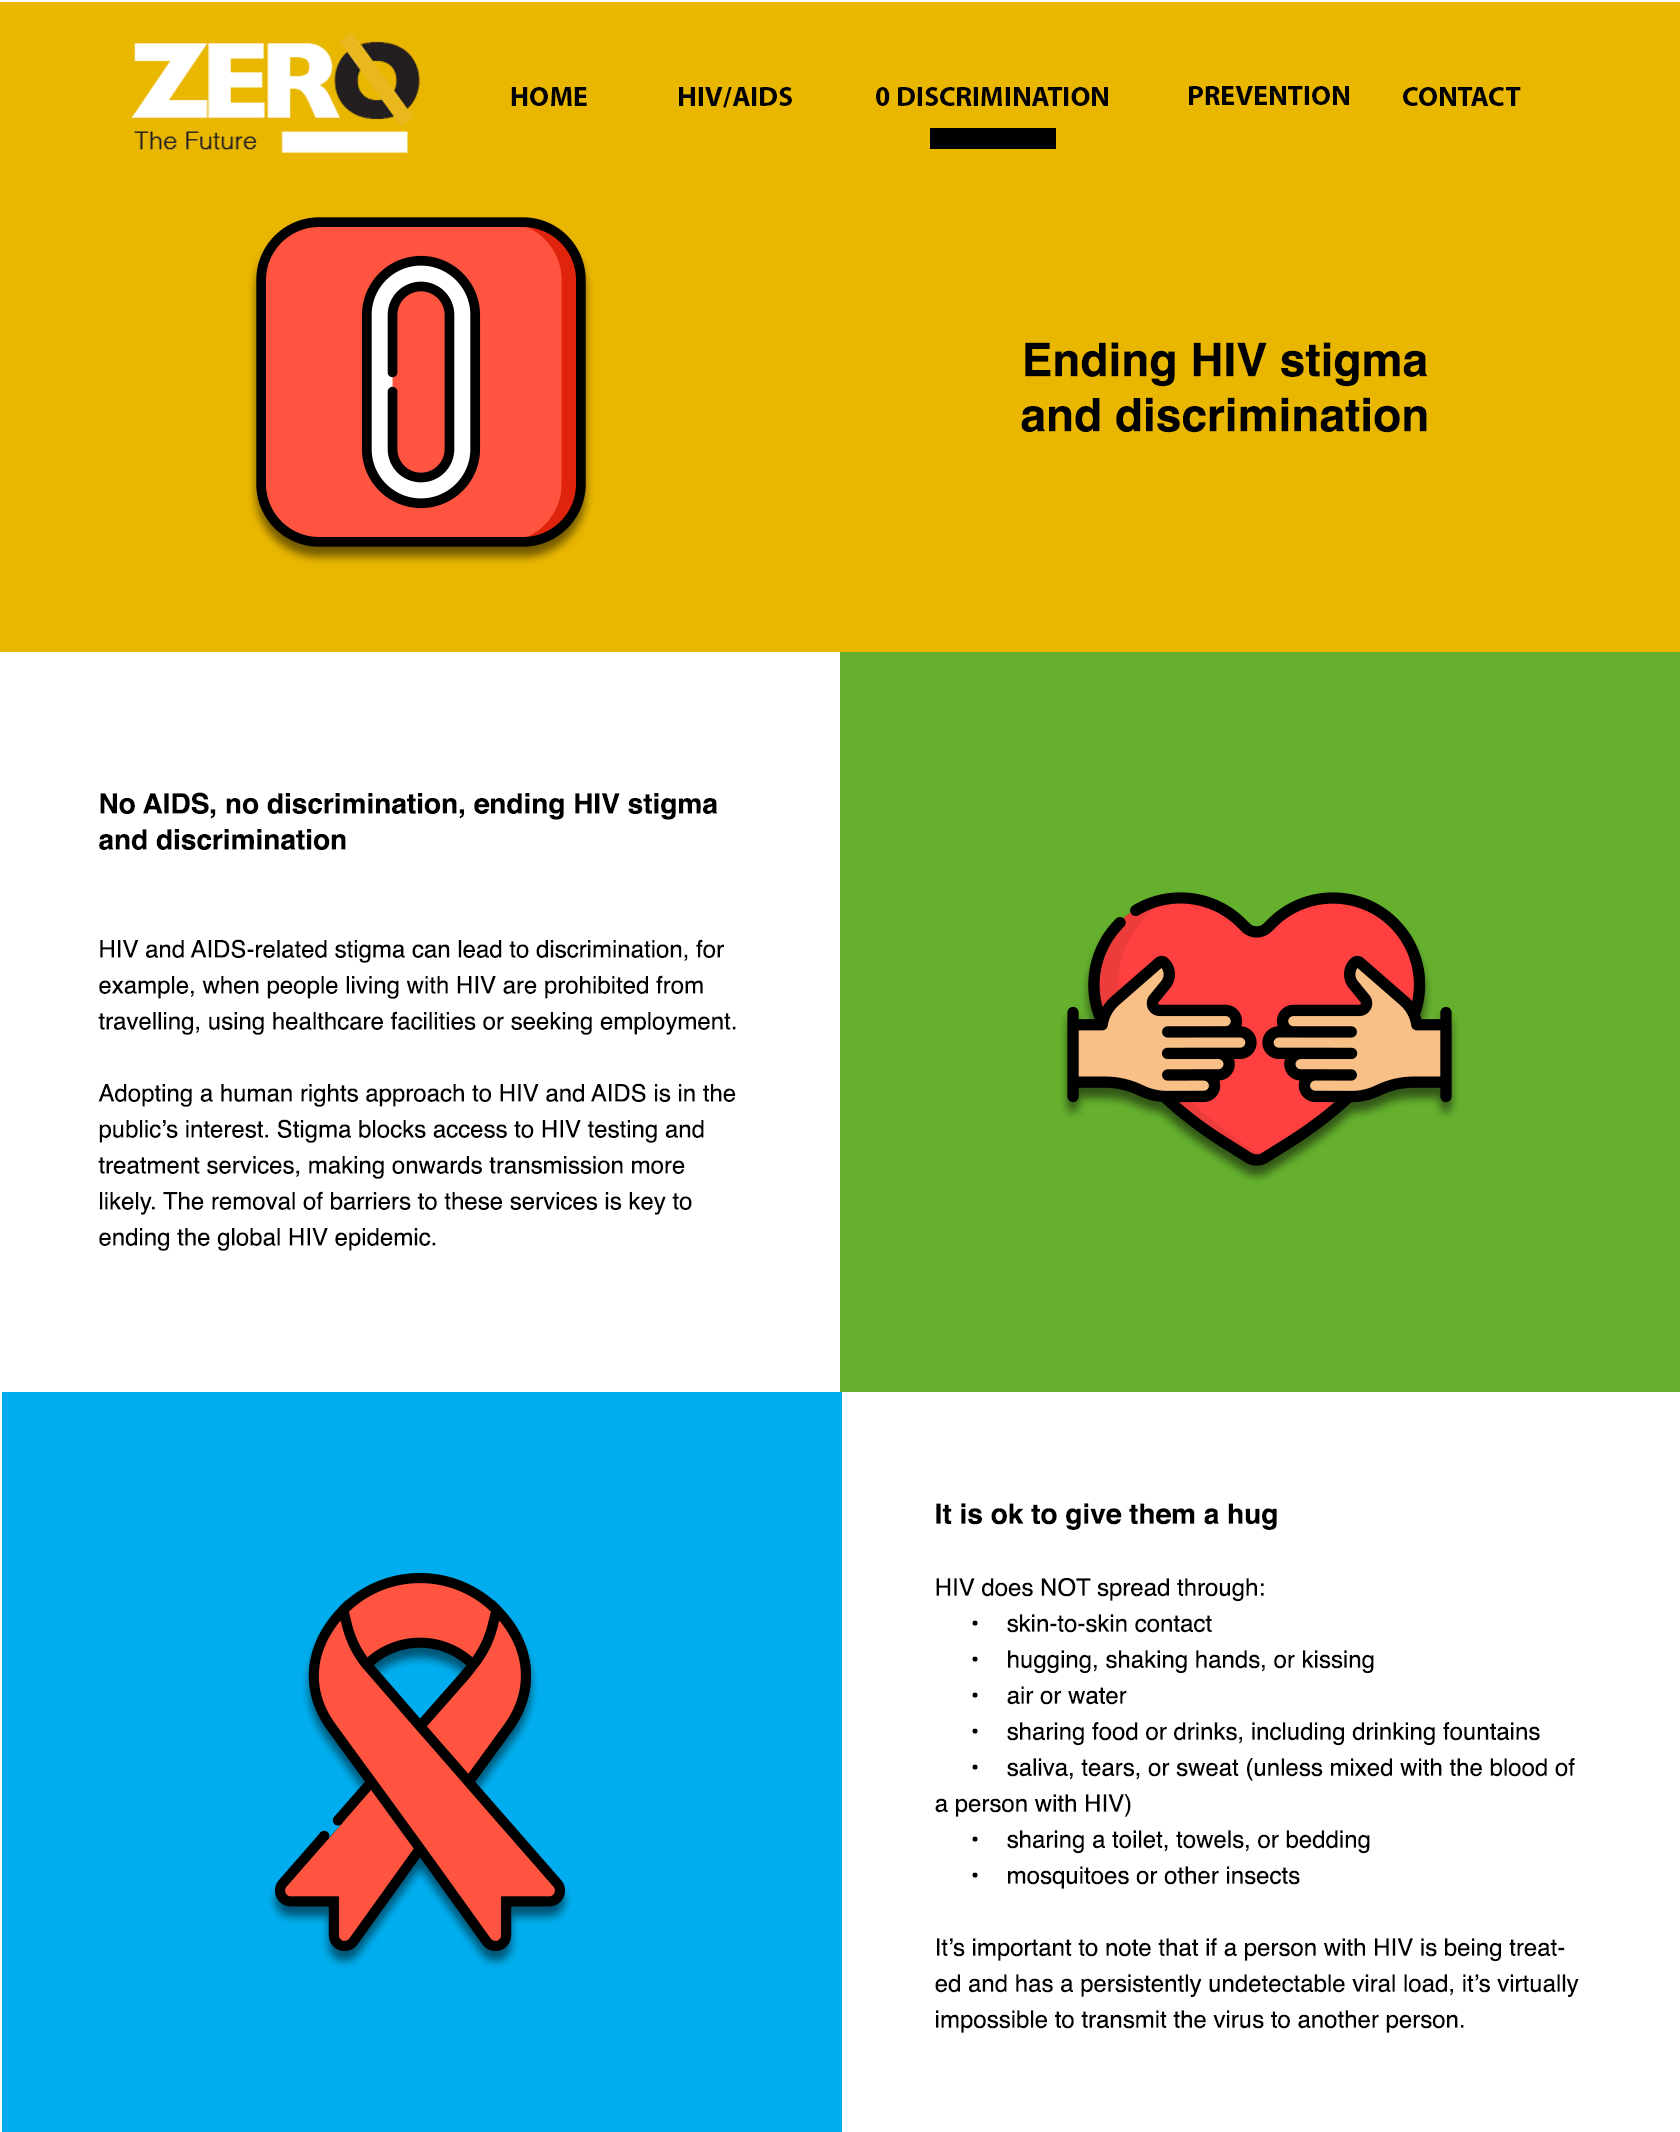 ZERO
The Future
HOME
HIV/AIDS
0 DISCRIMINATION
PREVENTION
CONTACT
0
Ending HIV stigma
and discrimination
No AIDS, no discrimination, ending HIV stigma
and discrimination
HIV and AIDS-related stigma can lead to discrimination, for
example, when people living with HIV are prohibited from
travelling, using healthcare facilities or seeking employment.
Adopting a human rights approach to HIV and AIDS is in the
public’s interest. Stigma blocks access to HIV testing and
treatment services, making onwards transmission more
likely. The removal of barriers to these services is key to
ending the global HIV epidemic.
It is ok to give them a hug
HIV does NOT spread through:
• skin-to-skin contact
• hugging, shaking hands, or kissing
• air or water
• sharing food or drinks, including drinking fountains
• saliva, tears, or sweat (unless mixed with the blood of
a person with HIV)
• sharing a toilet, towels, or bedding
• mosquitoes or other insects
It’s important to note that if a person with HIV is being treat-
ed and has a persistently undetectable viral load, it’s virtually
impossible to transmit the virus to another person.